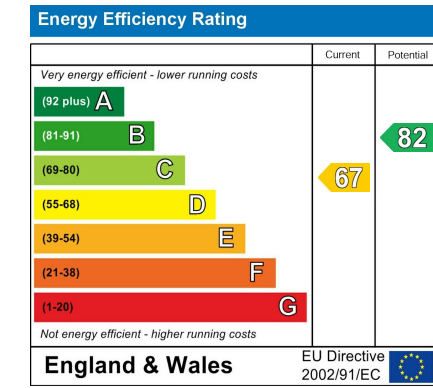 Energy Efficiency Rating
Current Potential
Very energy efficient - lower running costs
(92 plus) A
(81-91) B
82
(69-80) C
67
(55-68) D
(39-54) E
(21-38) F
(1-20) G
Not energy efficient - higher running costs
England & Wales
EU Directive
2002/91/EC